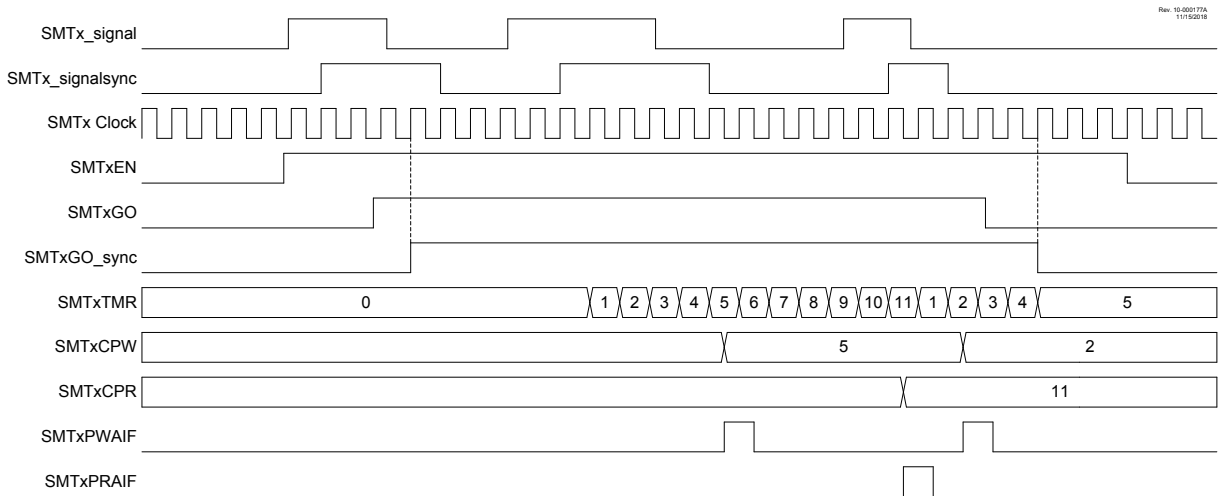 Rev. 10-000177A
11/15/2018
SMTx_signal
SMTx_signalsync
SMTx Clock
SMTxEN
SMTxGO
SMTxGO_sync
SMTxTMR 0 1 2 3 4 5 6 7 8 9 10 11 1 2 3 4 5
SMTxCPW 5 2
SMTxCPR 11
SMTxPWAIF
SMTxPRAIF